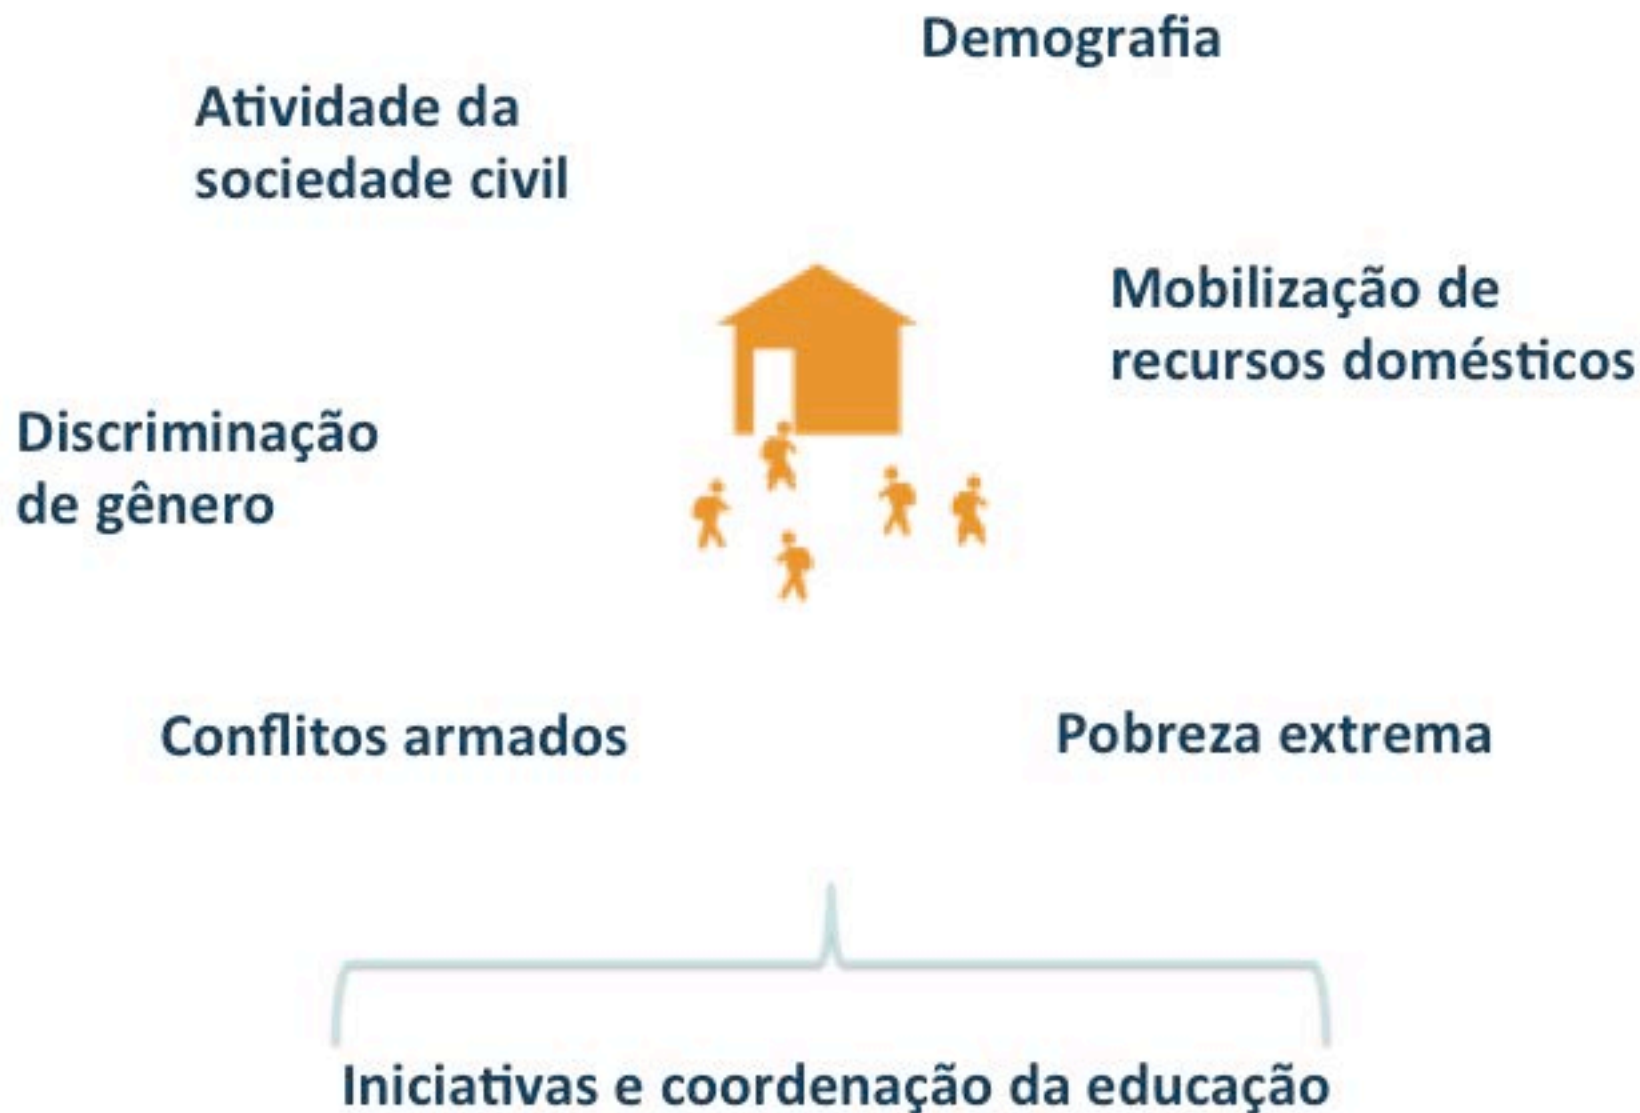 Demografia
Atividade da
sociedade civil
Mobilização de
recursos domésticos
Discriminação
de gênero
Conflitos armados
Pobreza extrema
Iniciativas e coordenação da educação